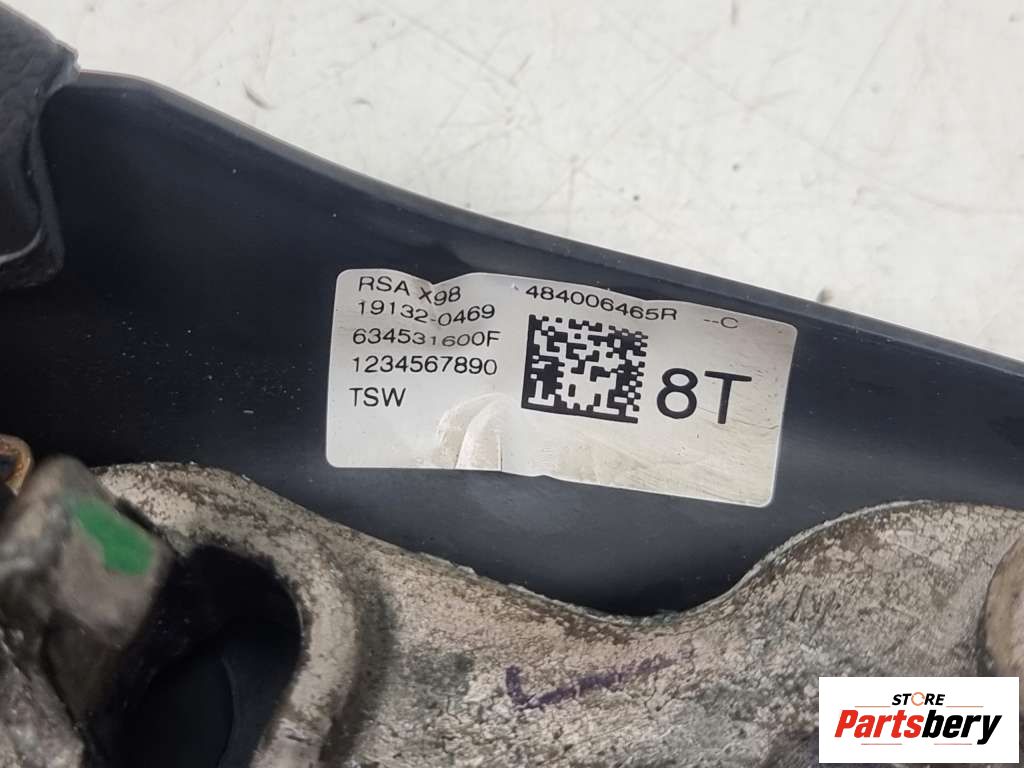 RSA X98
484006465R --C
19132-0469
634531600F
1234567890
TSW
8T
STORE
Partsbery